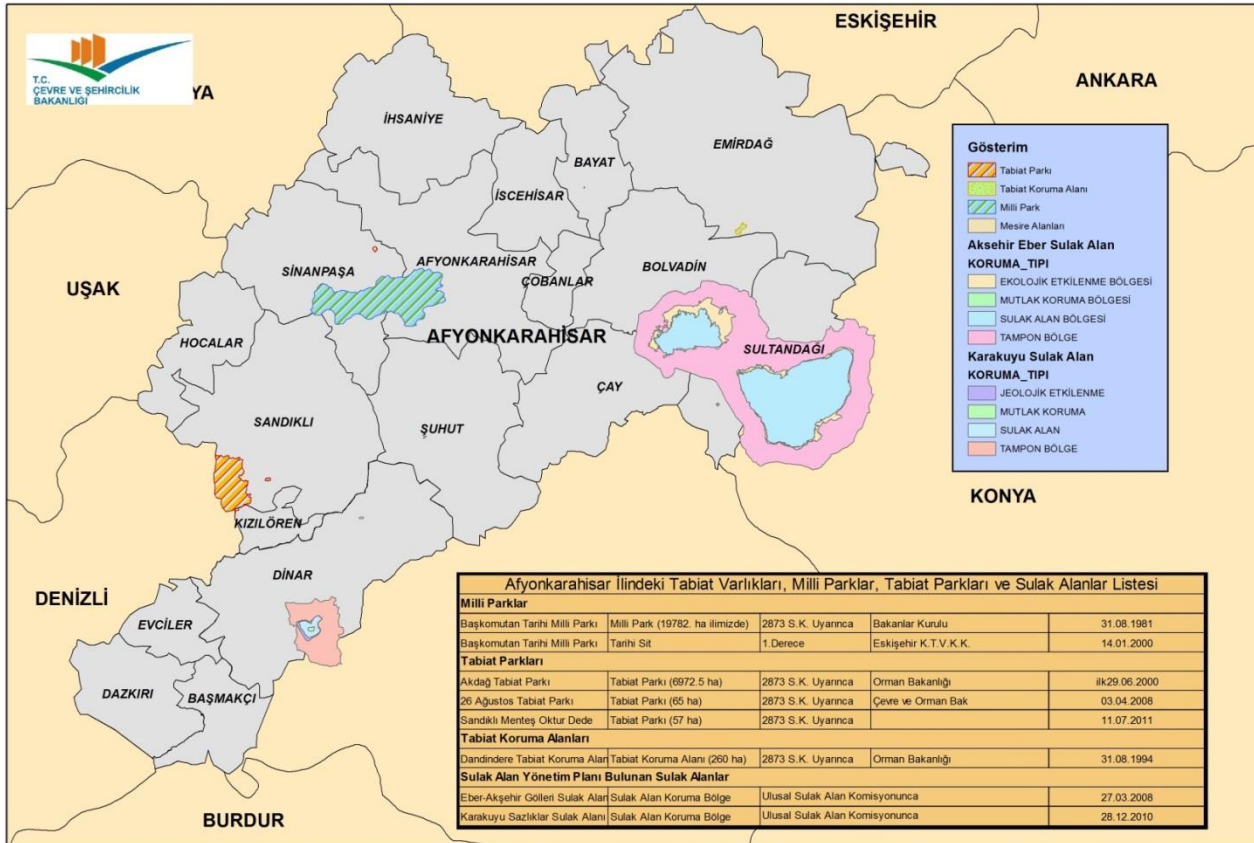 ESKİŞEHİR
T.C.
ÇEVRE VE ŞEHİRCİLİK
BAKANLIĞI
YA
ANKARA
İHSANİYE
EMİRDAĞ
BAYAT
İSCEHİSAR
SİNANPAŞA
AFYONKARAHİSAR
ÇOBANLAR
BOLVADİN
UŞAK
AFYONKARAHİSAR
HOCALAR
SULTANDAĞI
ÇAY
SANDIKLI
ŞUHUT
KONYA
KIZILÖREN
DİNAR
DENİZLİ
EVCİLER
DAZKIRI
BAŞMAKÇI
BURDUR
Gösterim
Tabiat Parkı
Tabiat Koruma Alanı
Milli Park
Mesire Alanları
Aksehir Eber Sulak Alan
KORUMA_TIPI
EKOLOJİK ETKİLENME BÖLGESİ
MUTLAK KORUMA BÖLGESİ
SULAK ALAN BÖLGESİ
TAMPON BÖLGE
Karakuyu Sulak Alan
KORUMA_TIPI
JEOLOJİK ETKİLENME
MUTLAK KORUMA
SULAK ALAN
TAMPON BÖLGE
Afyonkarahisar İlindeki Tabiat Varlıkları, Milli Parklar, Tabiat Parkları ve Sulak Alanlar Listesi
Milli Parklar
Başkomutan Tarihi Milli Parkı Milli Park (19782. ha ilimizde) 2873 S.K. Uyarınca Bakanlar Kurulu 31.08.1981
Başkomutan Tarihi Milli Parkı Tarihi Sit 1.Derece Eskişehir K.T.V.K.K. 14.01.2000
Tabiat Parkları
Akdağ Tabiat Parkı Tabiat Parkı (6972.5 ha) 2873 S.K. Uyarınca Orman Bakanlığı ilk29.06.2000
26 Ağustos Tabiat Parkı Tabiat Parkı (65 ha) 2873 S.K. Uyarınca Çevre ve Orman Bak 03.04.2008
Sandıklı Menteş Oktur Dede Tabiat Parkı (57 ha) 2873 S.K. Uyarınca 11.07.2011
Tabiat Koruma Alanları
Dandindere Tabiat Koruma Alan Tabiat Koruma Alanı (260 ha) 2873 S.K. Uyarınca Orman Bakanlığı 31.08.1994
Sulak Alan Yönetim Planı Bulunan Sulak Alanlar
Eber-Akşehir Gölleri Sulak Alan Sulak Alan Koruma Bölge Ulusal Sulak Alan Komisyonunca 27.03.2008
Karakuyu Sazlıklar Sulak Alanı Sulak Alan Koruma Bölge Ulusal Sulak Alan Komisyonunca 28.12.2010